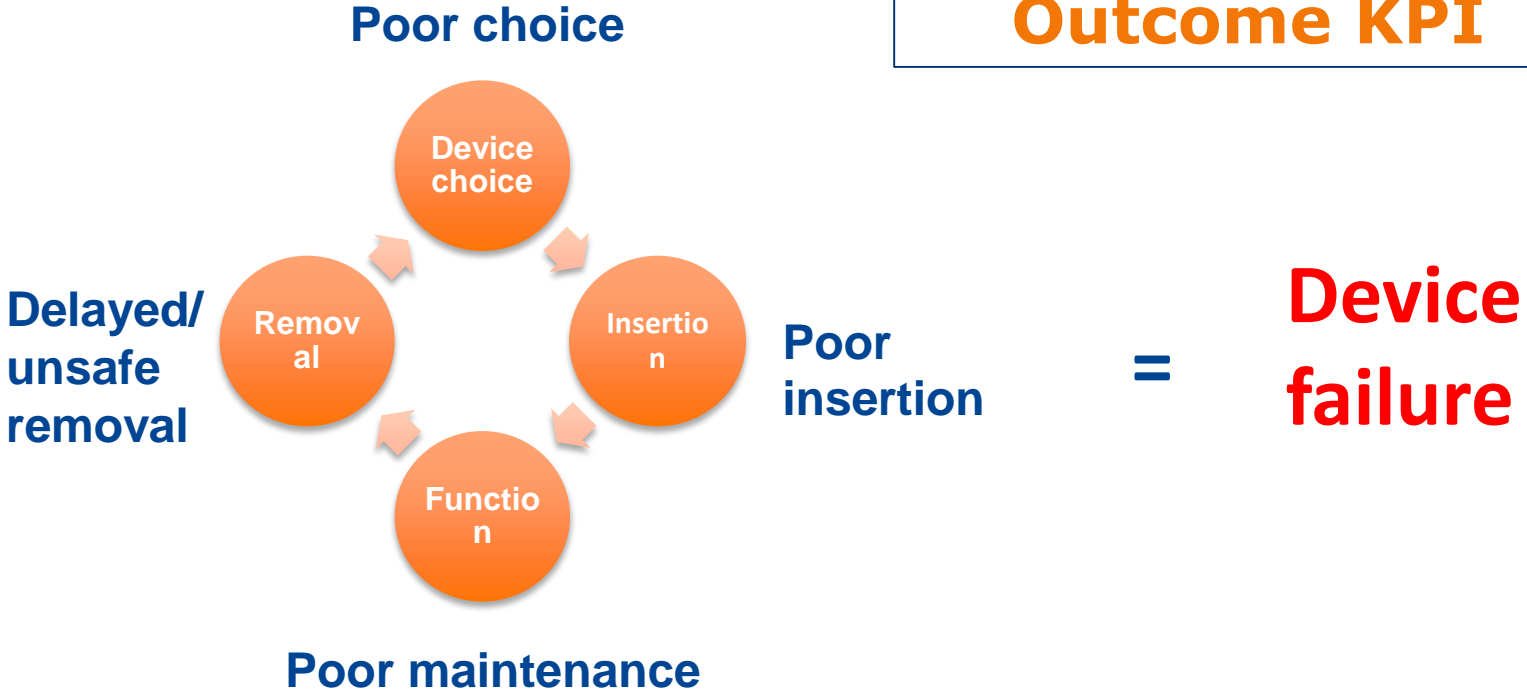 Poor choice
Outcome KPI
Device
choice
Delayed/
unsafe
removal
Remov
al
Insertio
n
Poor
insertion
=
Device
failure
Functio
n
Poor maintenance